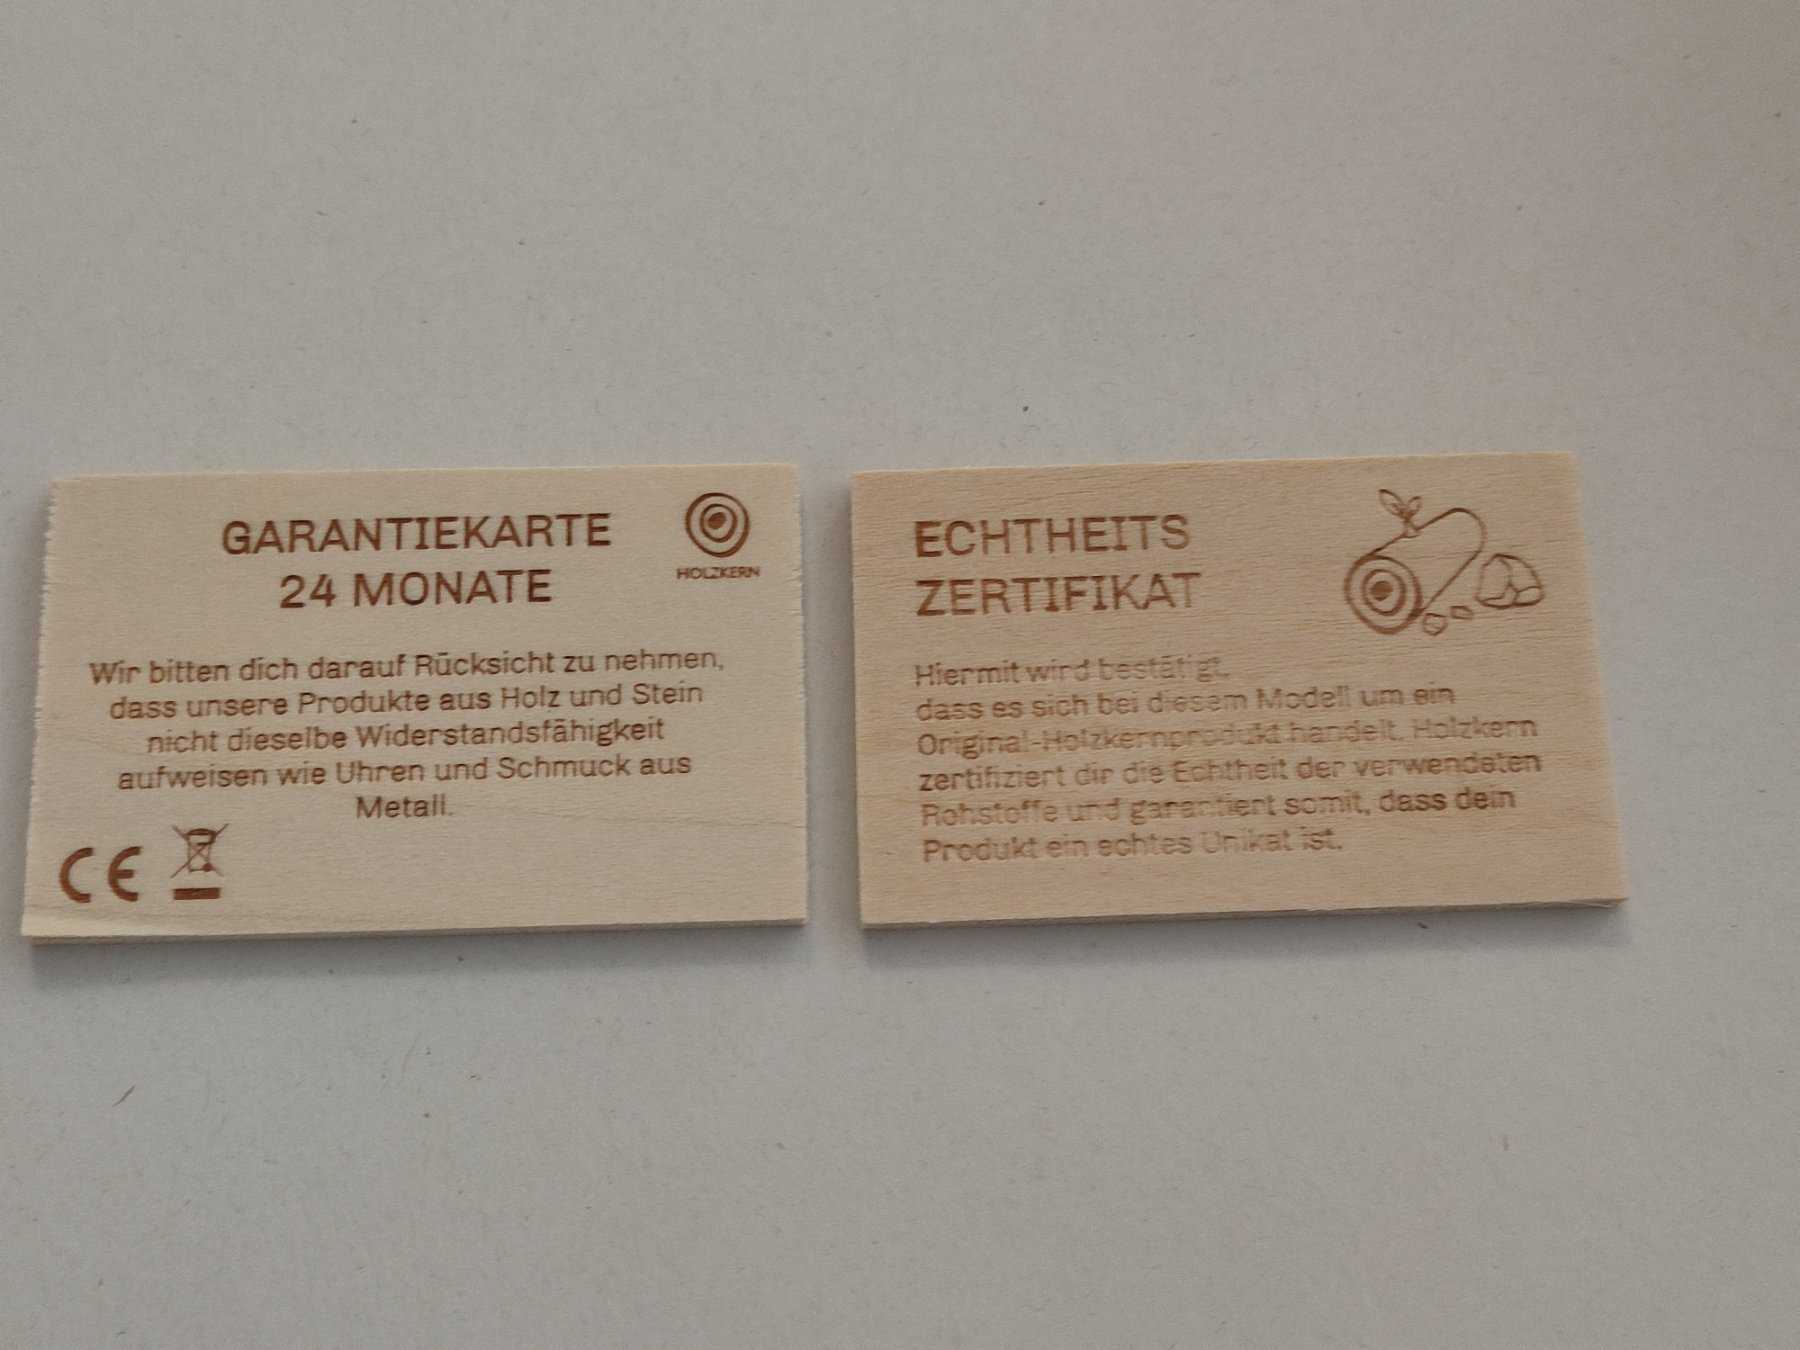 GARANTIEKARTE
24 MONATE
HOLZKERN
Wir bitten dich darauf Rücksicht zu nehmen,
dass unsere Produkte aus Holz und Stein
nicht dieselbe Widerstandsfähigkeit
aufweisen wie Uhren und Schmuck aus
Metall.
CE
ECHTHEITS
ZERTIFIKAT
Hiermit wird bestätigt,
dass es sich bei diesem Modell um ein
Original-Holzkernprodukt handelt. Holzkern
zertifiziert dir die Echtheit der verwendeten
Rohstoffe und garantiert somit, dass dein
Produkt ein echtes Unikat ist.